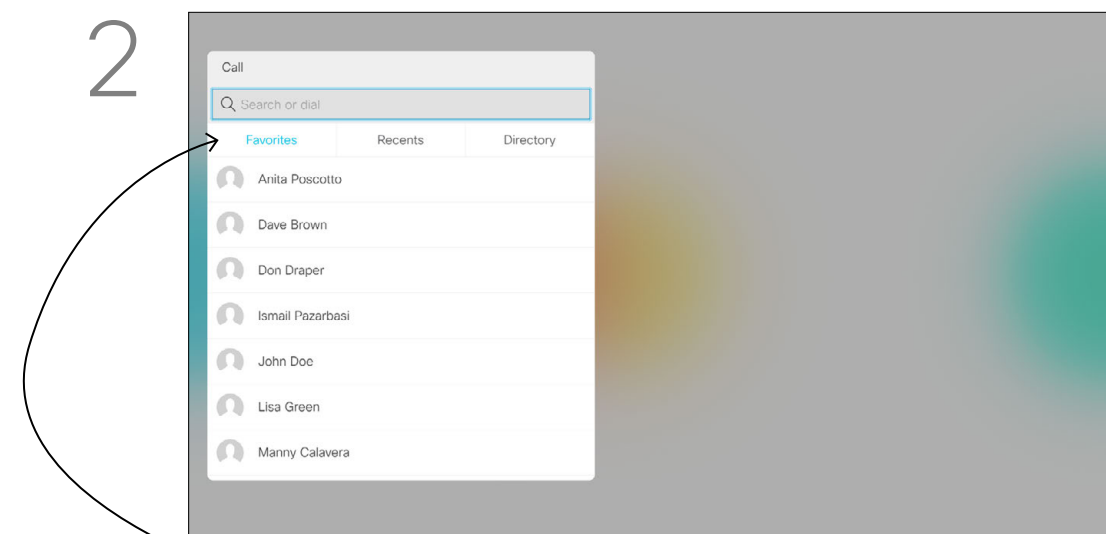 2
Call
Search or dial
Favorites Recents Directory
Anita Poscotto
Dave Brown
Don Draper
Ismail Pazarbasi
John Doe
Lisa Green
Manny Calavera